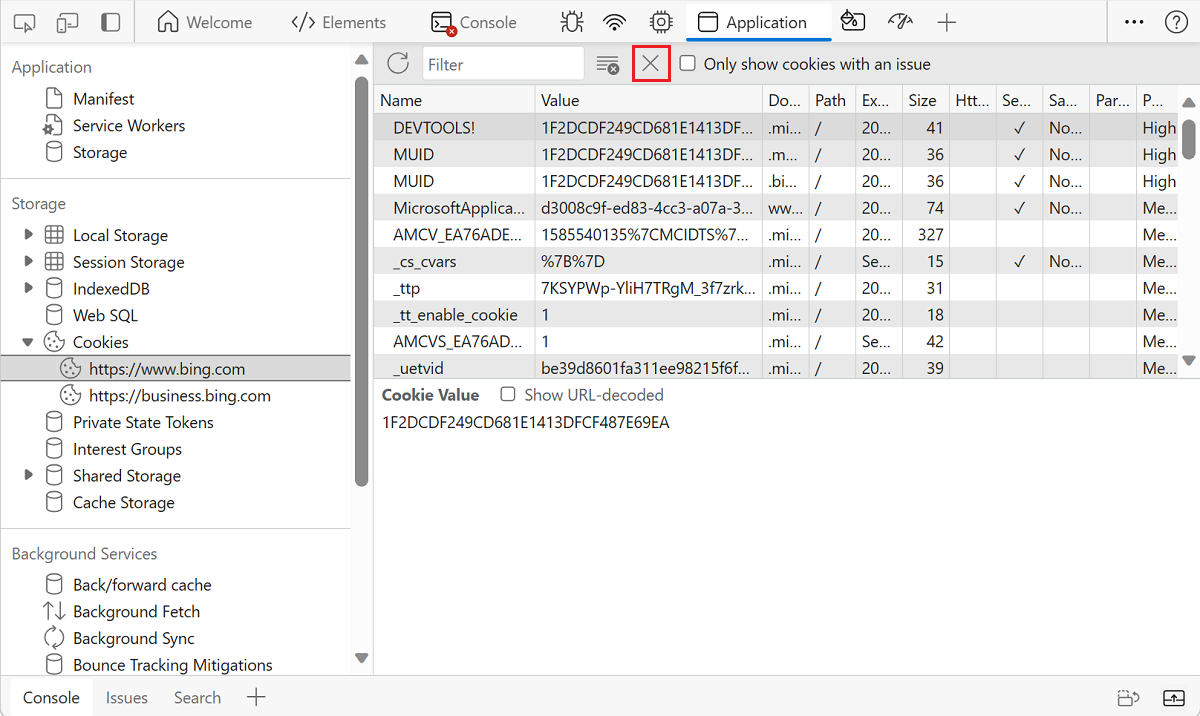 Welcome
Elements
Console
Application
Application
Manifest
Service Workers
Storage
Storage
Local Storage
Session Storage
IndexedDB
Web SQL
Cookies
https://www.bing.com
https://business.bing.com
Private State Tokens
Interest Groups
Shared Storage
Cache Storage
Background Services
Back/forward cache
Background Fetch
Background Sync
Bounce Tracking Mitigations
Filter
Only show cookies with an issue
Name Value Do... Path Ex... Size Htt... Se... Sa... Par... P...
DEVTOOLS! 1F2DCDF249CD681E1413DF... .mi... / 20... 41 ✓ No... High
MUID 1F2DCDF249CD681E1413DF... .m... / 20... 36 ✓ No... High
MUID 1F2DCDF249CD681E1413DF... .bi... / 20... 36 ✓ No... High
MicrosoftApplica... d3008c9f-ed83-4cc3-a07a-3... ww... / 20... 74 ✓ No... Me...
AMCV_EA76ADE... 1585540135%7CMCIDTS%7... .mi... / 20... 327 Me...
_cs_cvars %7B%7D .mi... / Se... 15 ✓ No... Me...
_ttp 7KSYPWp-YliH7TRgM_3f7zrk... .mi... / 20... 31 Me...
_tt_enable_cookie 1 .mi... / 20... 18 Me...
AMCVS_EA76AD... 1 .mi... / Se... 42 Me...
_uetvid be39d8601fa311ee98215f6f... .mi... / 20... 39 Me...
Cookie Value Show URL-decoded
1F2DCDF249CD681E1413DFCF487E69EA
Console Issues Search